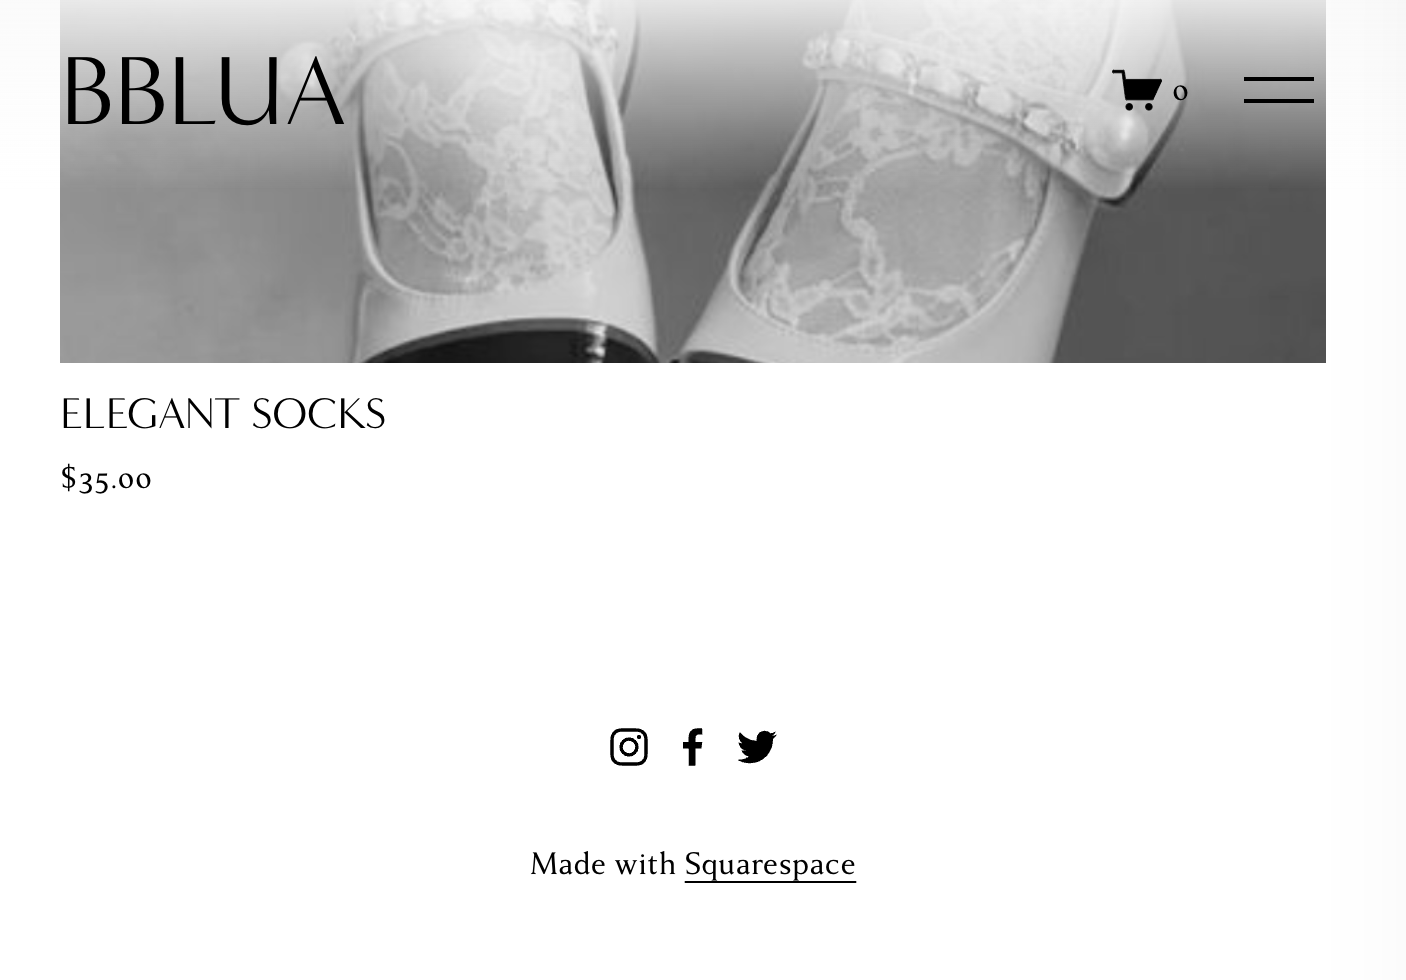 BBLUA
0
ELEGANT SOCKS
$35.00
Made with Squarespace